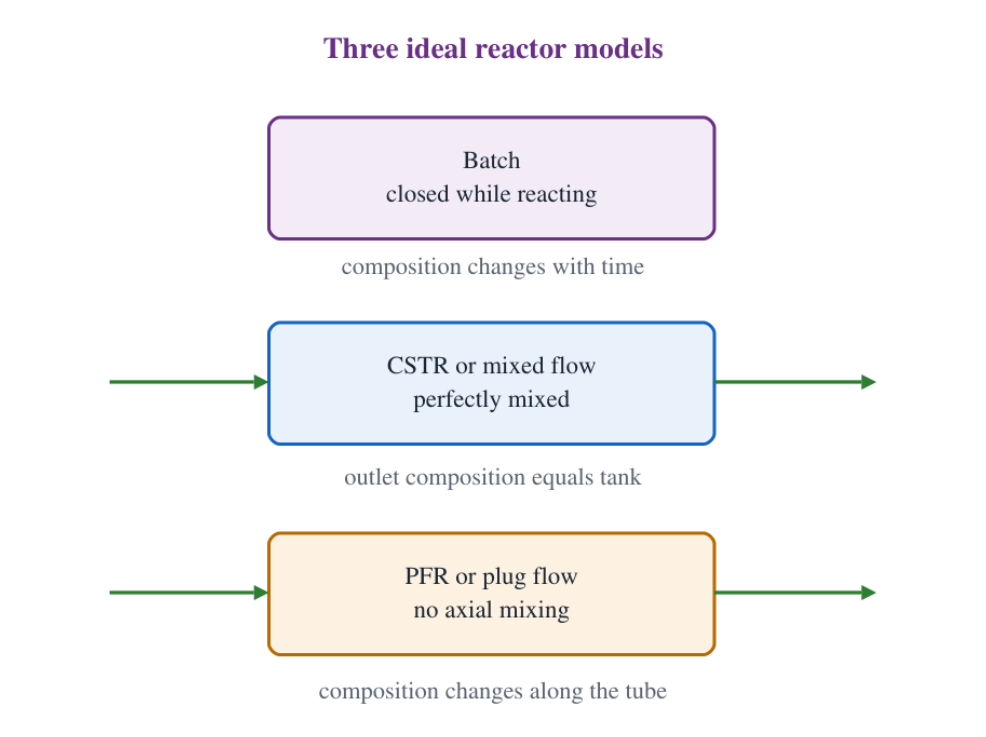 Three ideal reactor models
Batch
closed while reacting
composition changes with time
CSTR or mixed flow
perfectly mixed
outlet composition equals tank
PFR or plug flow
no axial mixing
composition changes along the tube